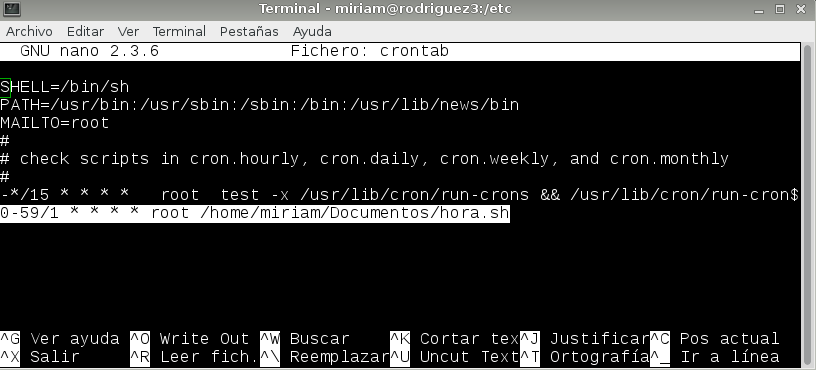 Terminal - miriam@rodriguez3:/etc
Archivo Editar Ver Terminal Pestañas Ayuda
GNU nano 2.3.6 Fichero: crontab
SHELL=/bin/sh
PATH=/usr/bin:/usr/sbin:/sbin:/bin:/usr/lib/news/bin
MAILTO=root
#
# check scripts in cron.hourly, cron.daily, cron.weekly, and cron.monthly
#
-*/15 * * * * root test -x /usr/lib/cron/run-crons && /usr/lib/cron/run-cron$
0-59/1 * * * * root /home/miriam/Documentos/hora.sh
^G Ver ayuda ^O Write Out ^W Buscar ^K Cortar tex^J Justificar^C Pos actual
^X Salir ^R Leer fich.^\ Reemplazar^U Uncut Text^T Ortografía^_ Ir a línea